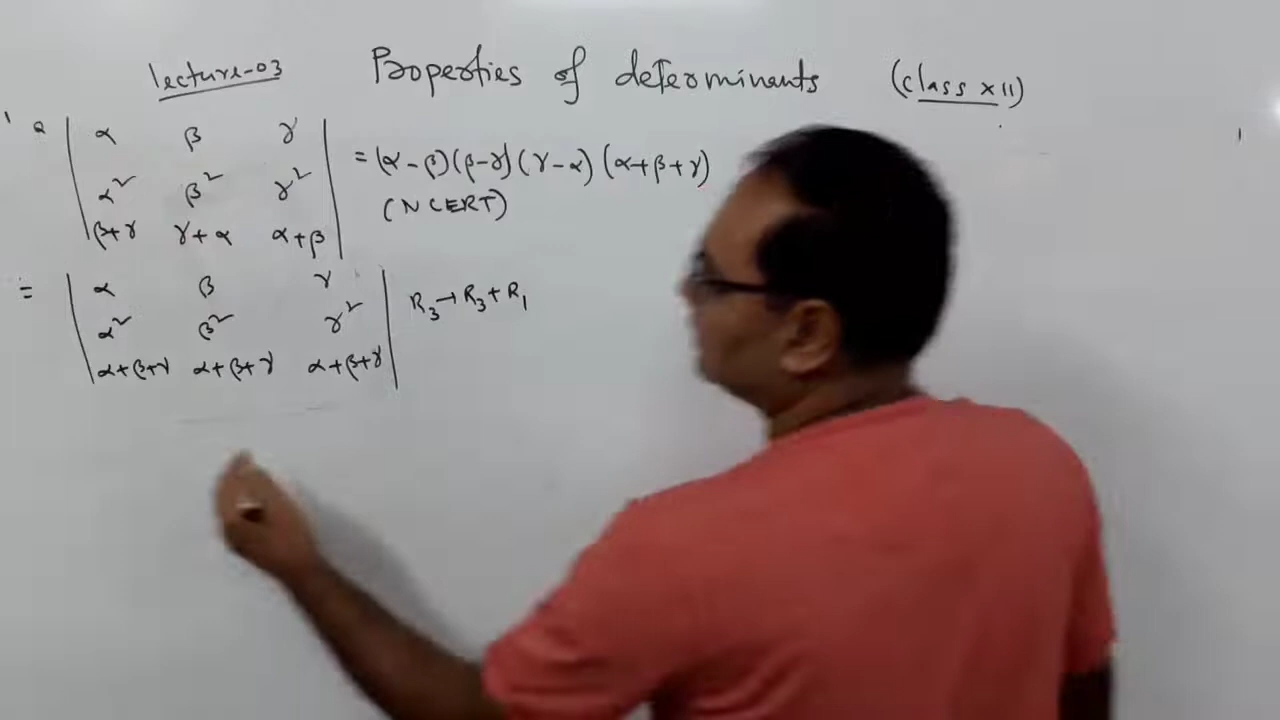 lecture-03 Properties of determinants (class XII)
Q | α β γ | = (α-β)(β-γ)(γ-α)(α+β+γ)
| α² β² γ² | (NCERT)
| β+γ γ+α α+β |
= | α β γ | R₃→R₃+R₁
| α² β² γ² |
| α+β+γ α+β+γ α+β+γ |